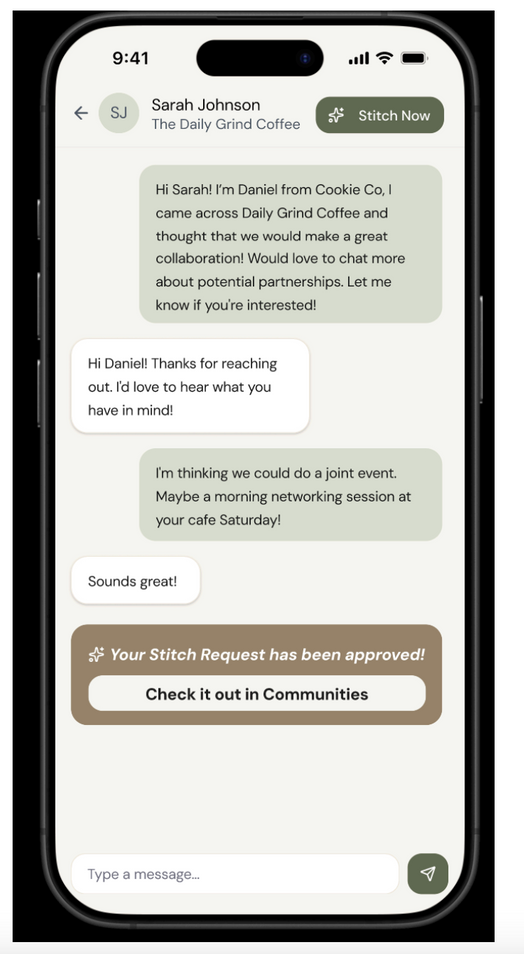 9:41
SJ
Sarah Johnson
The Daily Grind Coffee
Stitch Now
Hi Sarah! I’m Daniel from Cookie Co, I
came across Daily Grind Coffee and
thought that we would make a great
collaboration! Would love to chat more
about potential partnerships. Let me
know if you're interested!
Hi Daniel! Thanks for reaching
out. I'd love to hear what you
have in mind!
I'm thinking we could do a joint event.
Maybe a morning networking session at
your cafe Saturday!
Sounds great!
Your Stitch Request has been approved!
Check it out in Communities
Type a message...